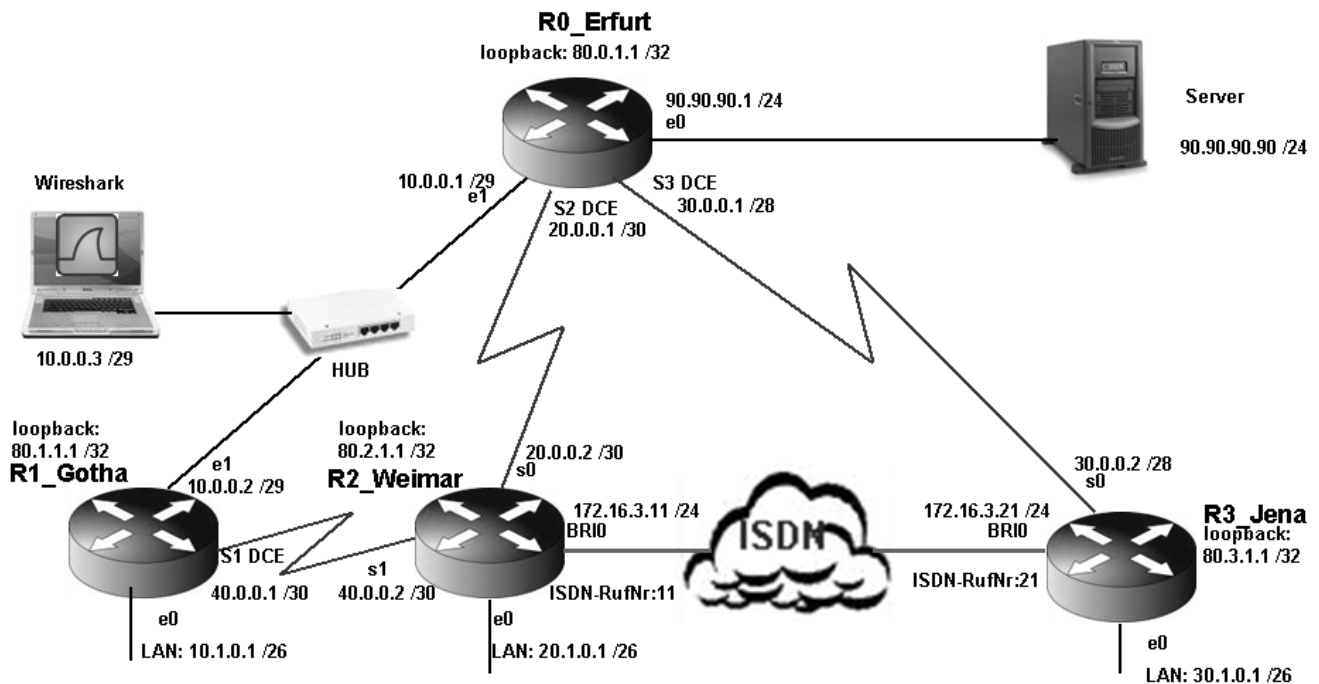 R0_Erfurt
loopback: 80.0.1.1 /32
90.90.90.1 /24
e0
Server
90.90.90.90 /24
10.0.0.1 /29
e1
S2 DCE
20.0.0.1 /30
S3 DCE
30.0.0.1 /28
Wireshark
10.0.0.3 /29
HUB
loopback:
80.1.1.1 /32
R1_Gotha
e1
10.0.0.2 /29
loopback:
80.2.1.1 /32
R2_Weimar
20.0.0.2 /30
s0
172.16.3.11 /24
BRI0
ISDN
172.16.3.21 /24
BRI0
30.0.0.2 /28
s0
R3_Jena
loopback:
80.3.1.1 /32
S1 DCE
40.0.0.1 /30
s1
40.0.0.2 /30
ISDN-RufNr:11
ISDN-RufNr:21
e0
LAN: 10.1.0.1 /26
e0
LAN: 20.1.0.1 /26
e0
LAN: 30.1.0.1 /26